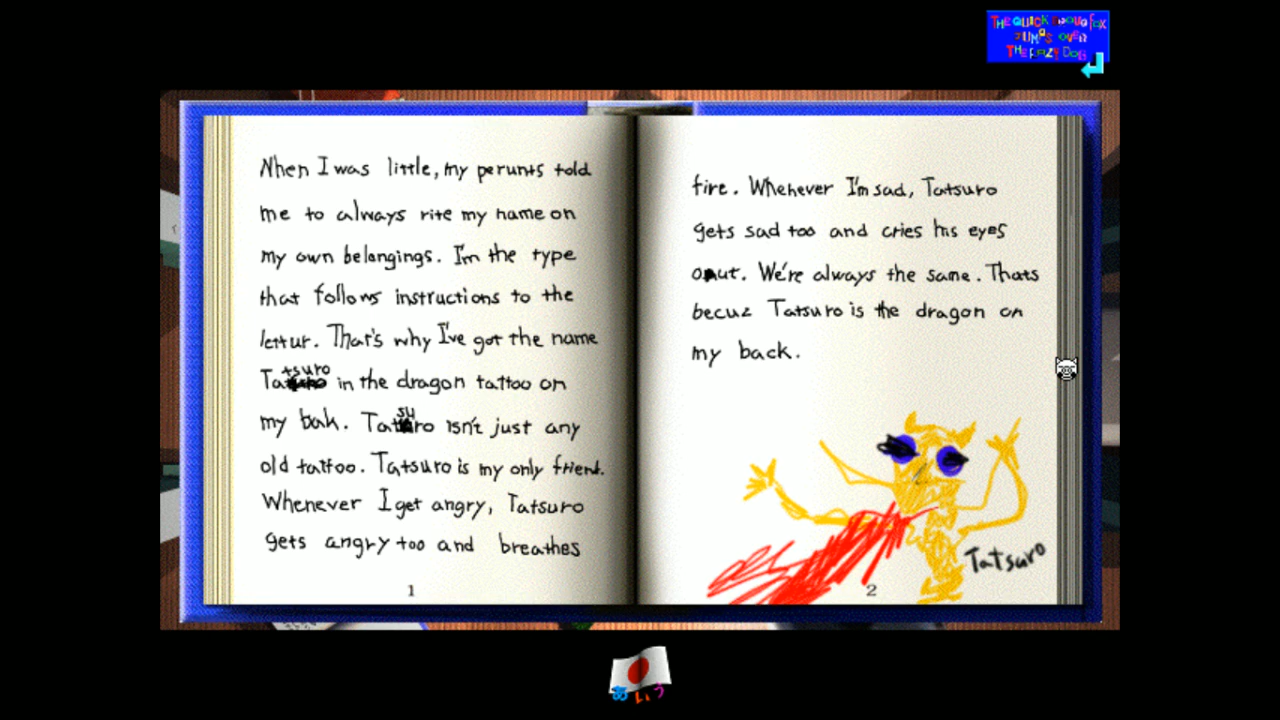 THE QUICK BROWN FOX
JUMPS OVER
THE LAZY DOG
When I was little, my perunts told
me to always rite my name on
my own belongings. I'm the type
that follows instructions to the
lettur. That's why I've got the name
Tatsuro in the dragon tattoo on
my bak. Tatsuro isn't just any
old tattoo. Tatsuro is my only friend.
Whenever I get angry, Tatsuro
gets angry too and breathes
1
fire. Whenever I'm sad, Tatsuro
gets sad too and cries his eyes
out. We're always the same. Thats
becuz Tatsuro is the dragon on
my back.
Tatsuro
2
あいう